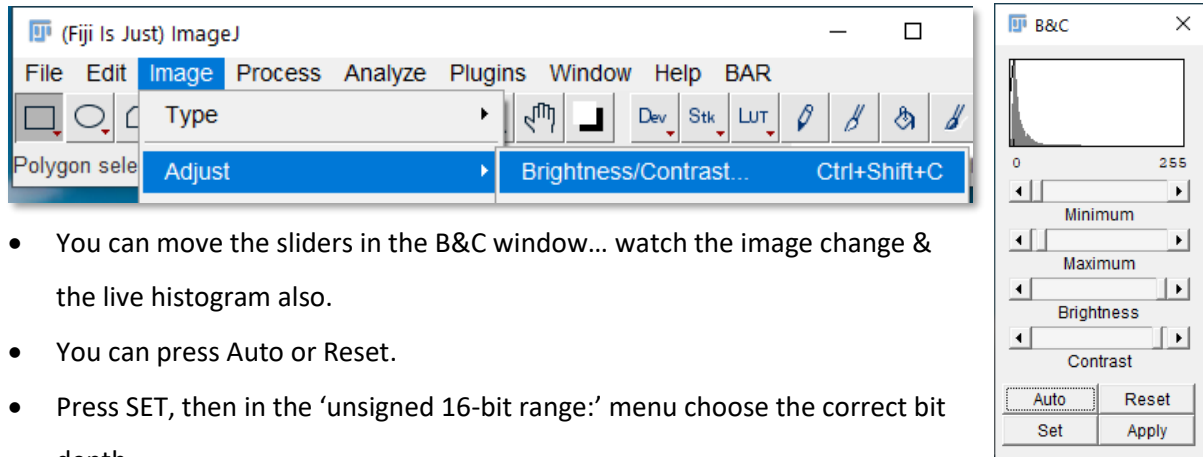 (Fiji Is Just) ImageJ
File Edit Image Process Analyze Plugins Window Help BAR
Type
Dev Stk LUT
Polygon sele
Adjust
Brightness/Contrast... Ctrl+Shift+C
• You can move the sliders in the B&C window… watch the image change &
the live histogram also.
• You can press Auto or Reset.
• Press SET, then in the ‘unsigned 16-bit range:’ menu choose the correct bit
B&C
0 255
Minimum
Maximum
Brightness
Contrast
Auto Reset
Set Apply